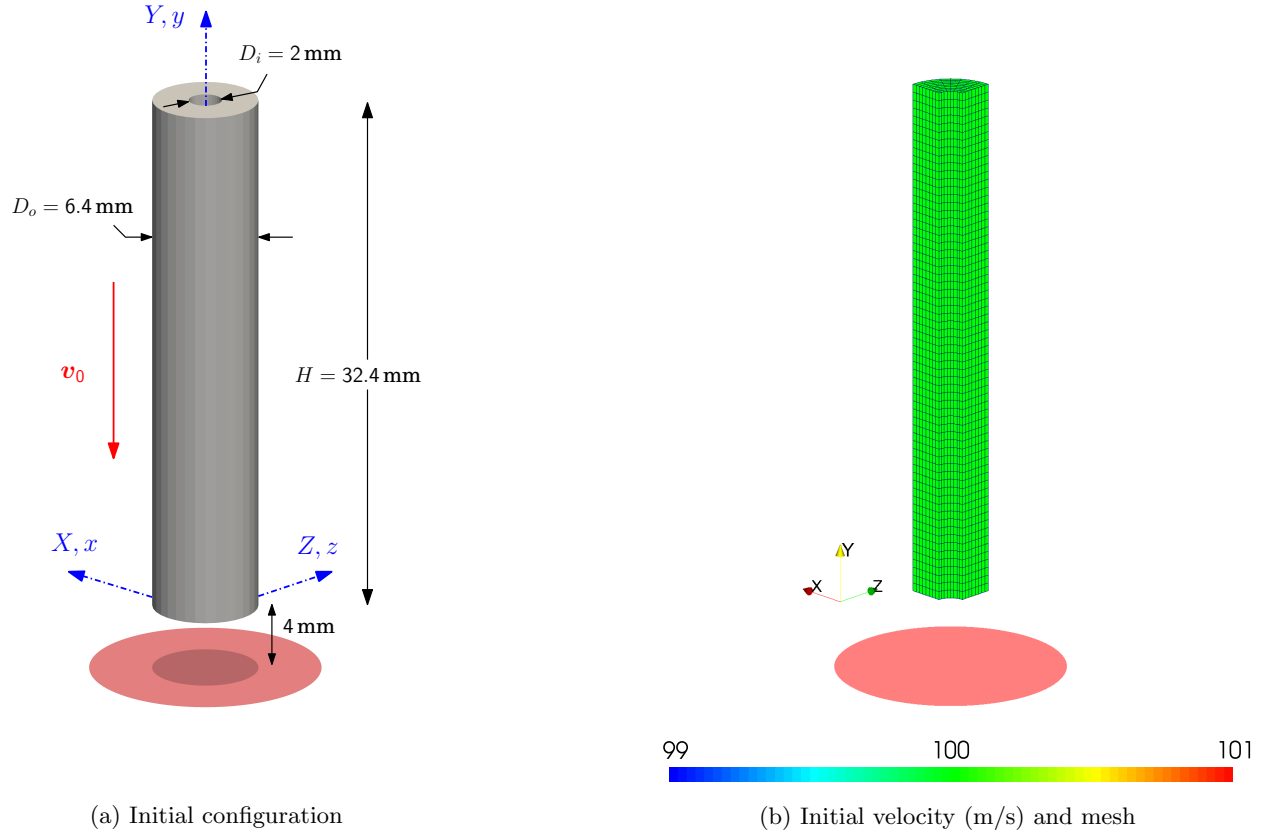 Y, y
D_i = 2 mm
D_o = 6.4 mm
v_0
H = 32.4 mm
X, x
Z, z
4 mm
(a) Initial configuration
Y
X
Z
99 100 101
(b) Initial velocity (m/s) and mesh